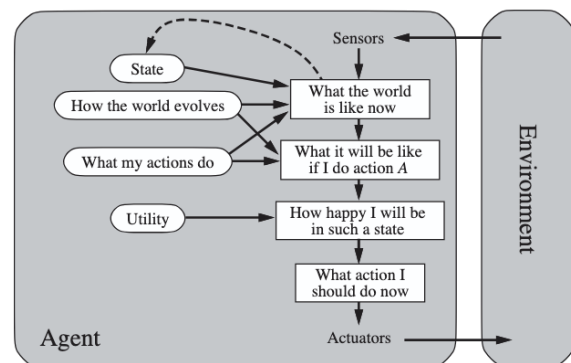 Sensors
State
What the world
is like now
How the world evolves
What my actions do
What it will be like
if I do action A
Utility
How happy I will be
in such a state
What action I
should do now
Agent
Actuators
Environment